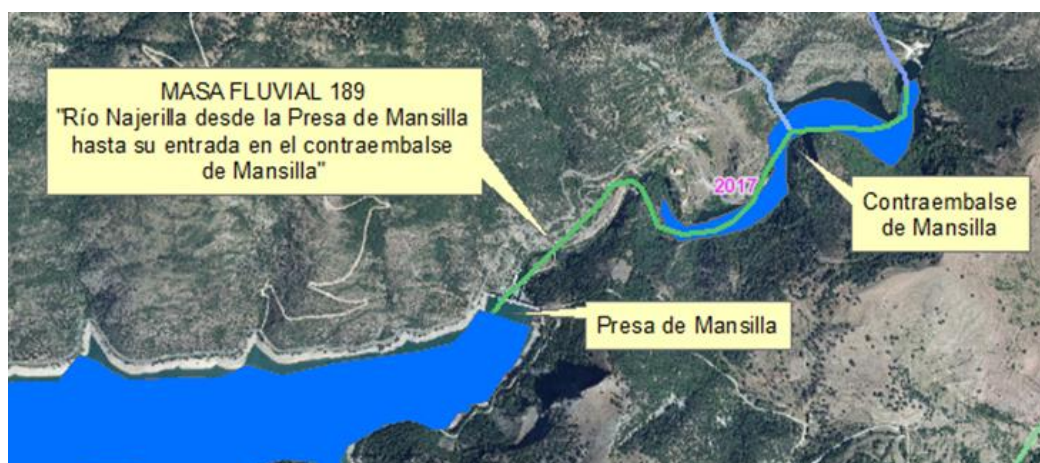 MASA FLUVIAL 189
"Río Najerilla desde la Presa de Mansilla
hasta su entrada en el contraembalse
de Mansilla"
2017
Contraembalse
de Mansilla
Presa de Mansilla